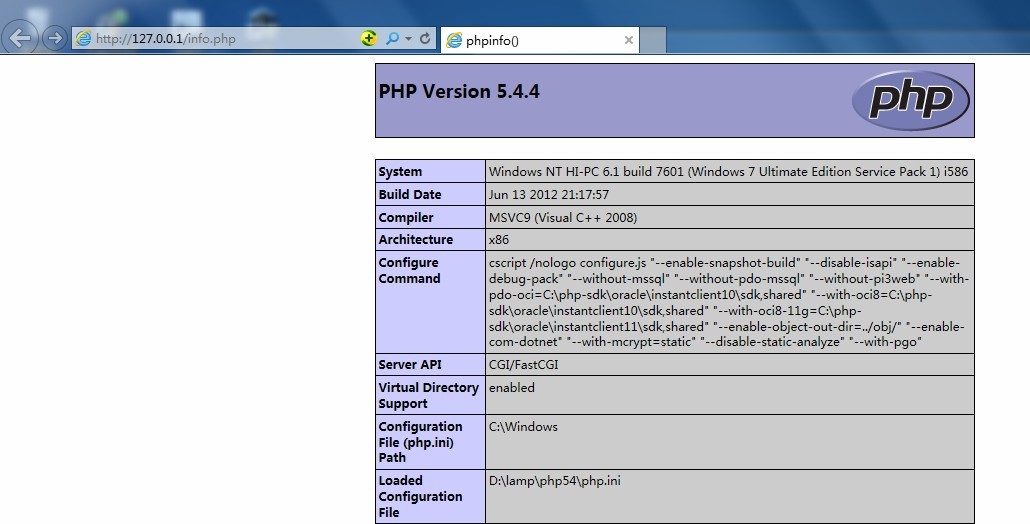 http://127.0.0.1/info.php
phpinfo()
PHP Version 5.4.4
php
System
Windows NT HI-PC 6.1 build 7601 (Windows 7 Ultimate Edition Service Pack 1) i586
Build Date
Jun 13 2012 21:17:57
Compiler
MSVC9 (Visual C++ 2008)
Architecture
x86
Configure
Command
cscript /nologo configure.js "--enable-snapshot-build" "--disable-isapi" "--enable-
debug-pack" "--without-mssql" "--without-pdo-mssql" "--without-pi3web" "--with-
pdo-oci=C:\php-sdk\oracle\instantclient10\sdk,shared" "--with-oci8=C:\php-
sdk\oracle\instantclient10\sdk,shared" "--with-oci8-11g=C:\php-
sdk\oracle\instantclient11\sdk,shared" "--enable-object-out-dir=../obj/" "--enable-
com-dotnet" "--with-mcrypt=static" "--disable-static-analyze" "--with-pgo"
Server API
CGI/FastCGI
Virtual Directory
Support
enabled
Configuration
File (php.ini)
Path
C:\Windows
Loaded
Configuration
File
D:\lamp\php54\php.ini